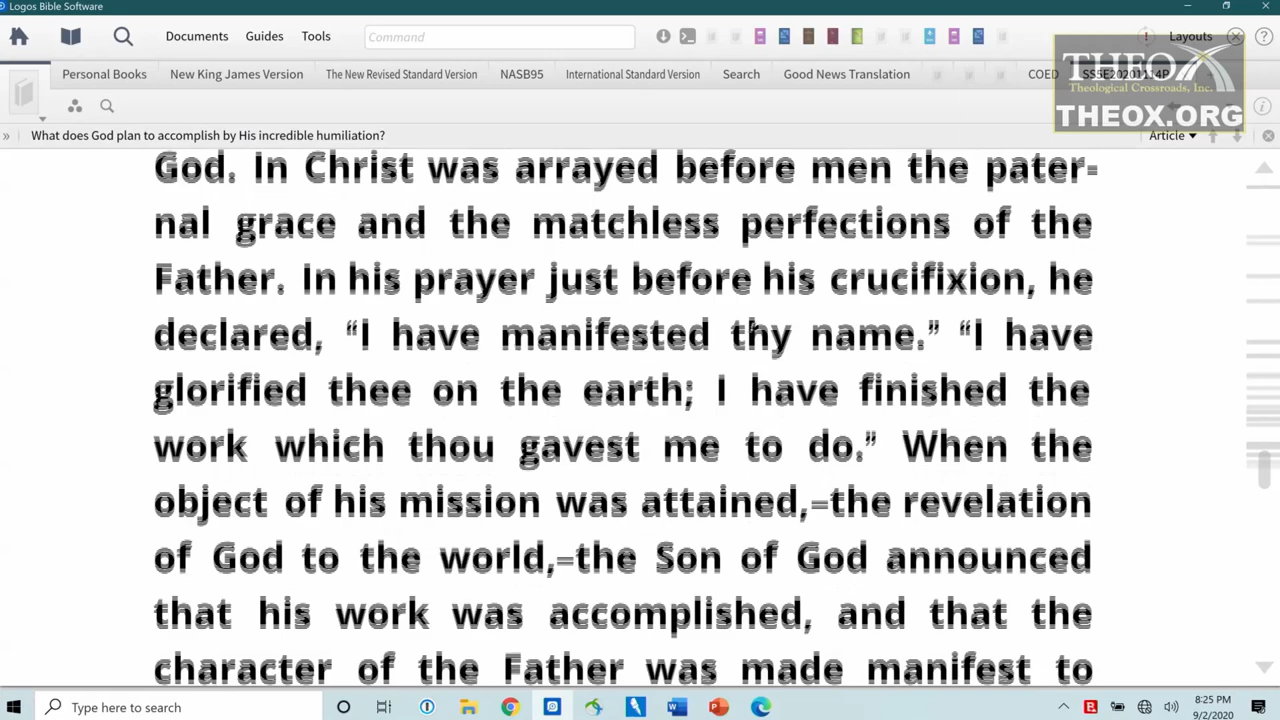 Logos Bible Software
Documents Guides Tools Command Layouts
Personal Books New King James Version The New Revised Standard Version NASB95 International Standard Version Search Good News Translation COED SSSE20201114P
THEOX
Theological Crossroads, Inc.
THEOX.ORG
What does God plan to accomplish by His incredible humiliation? Article
God. In Christ was arrayed before men the pater-
nal grace and the matchless perfections of the
Father. In his prayer just before his crucifixion, he
declared, “I have manifested thy name.” “I have
glorified thee on the earth; I have finished the
work which thou gavest me to do.” When the
object of his mission was attained,–the revelation
of God to the world,–the Son of God announced
that his work was accomplished, and that the
character of the Father was made manifest to
Type here to search
8:25 PM
9/2/2020